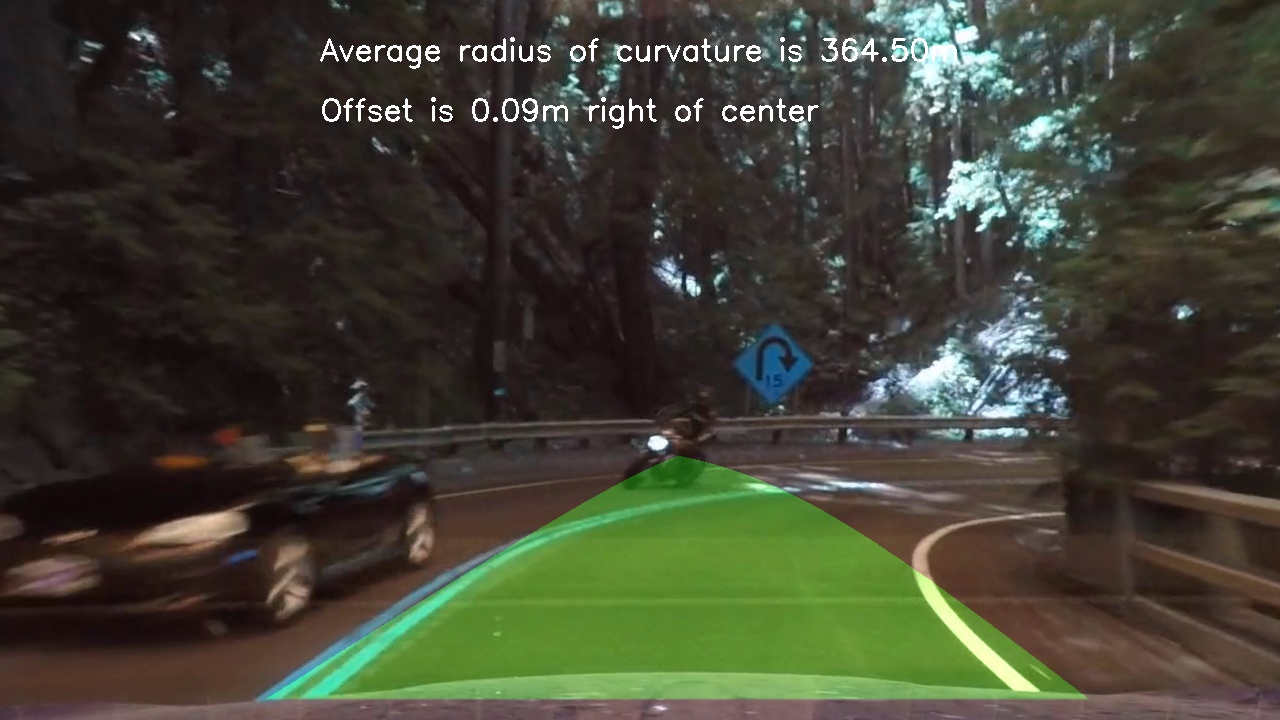 Average radius of curvature is 364.50m
Offset is 0.09m right of center
15